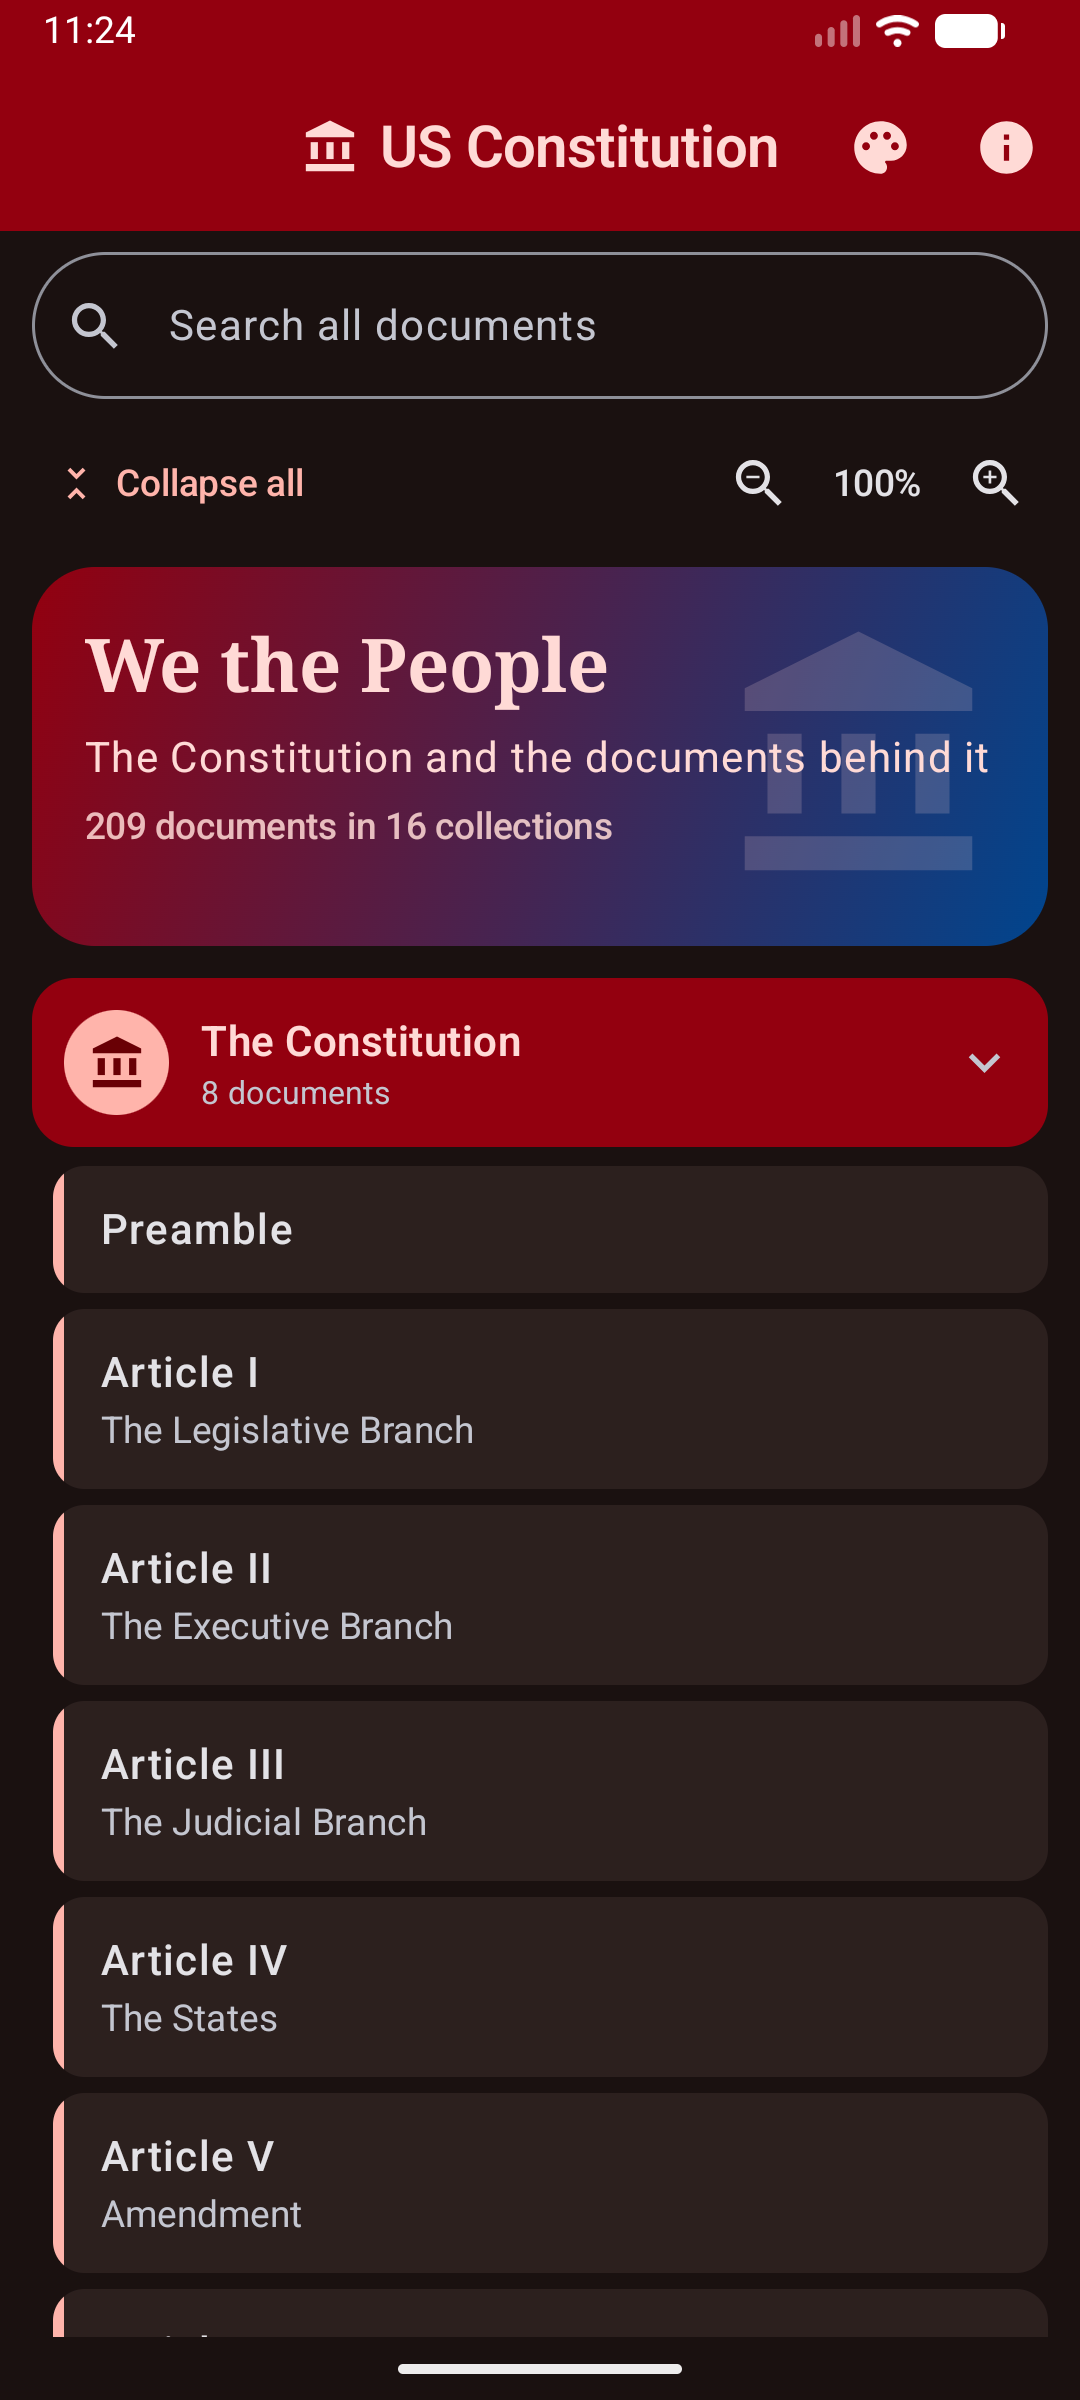 11:24
US Constitution
Search all documents
Collapse all
100%
We the People
The Constitution and the documents behind it
209 documents in 16 collections
The Constitution
8 documents
Preamble
Article I
The Legislative Branch
Article II
The Executive Branch
Article III
The Judicial Branch
Article IV
The States
Article V
Amendment